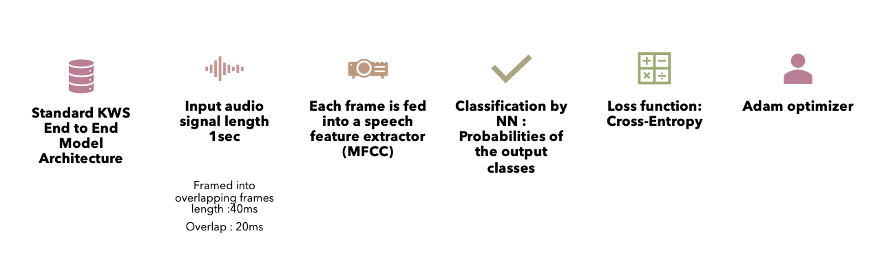 Standard KWS
End to End
Model
Architecture
Input audio
signal length
1sec
Framed into
overlapping frames
length :40ms
Overlap : 20ms
Each frame is fed
into a speech
feature extractor
(MFCC)
Classification by
NN :
Probabilities of
the output
classes
Loss function:
Cross-Entropy
Adam optimizer